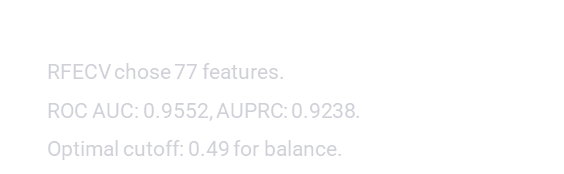 RFECV chose 77 features.
ROC AUC: 0.9552, AUPRC: 0.9238.
Optimal cutoff: 0.49 for balance.